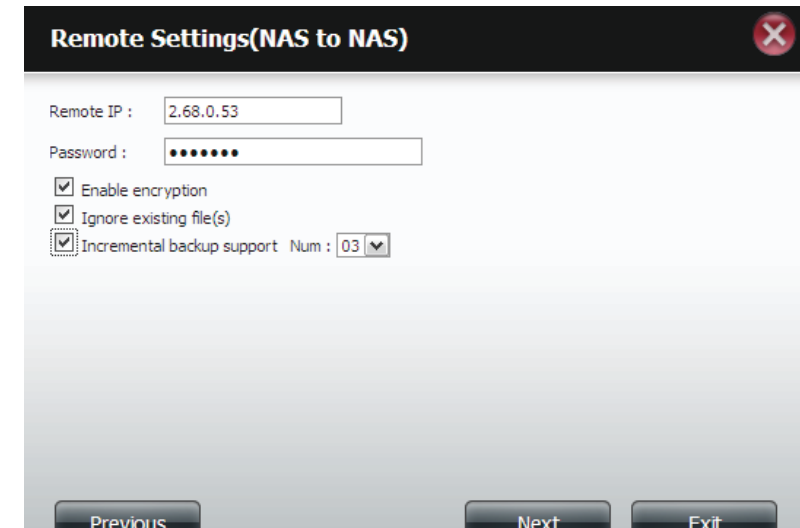 Remote Settings(NAS to NAS)
Remote IP : 2.68.0.53
Password : •••••••
Enable encryption
Ignore existing file(s)
Incremental backup support Num : 03
Previous Next Exit